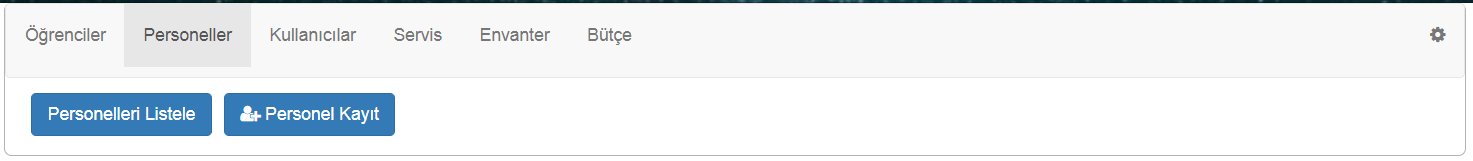 Öğrenciler Personeller Kullanıcılar Servis Envanter Bütçe
Personelleri Listele Personel Kayıt